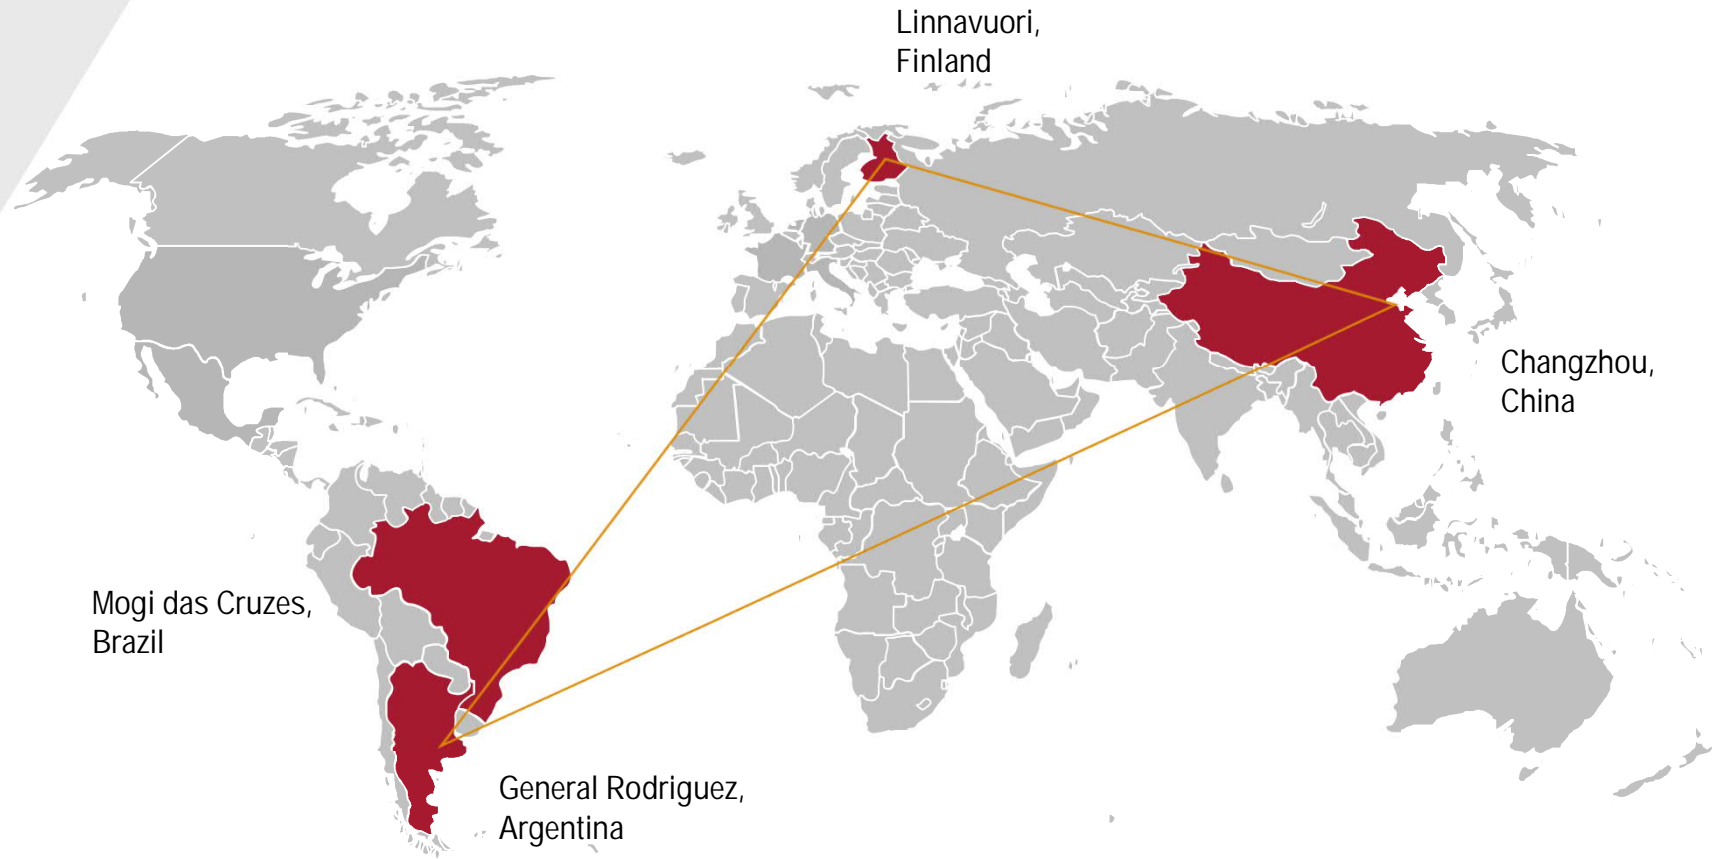 Linnavuori,
Finland
Changzhou,
China
Mogi das Cruzes,
Brazil
General Rodriguez,
Argentina